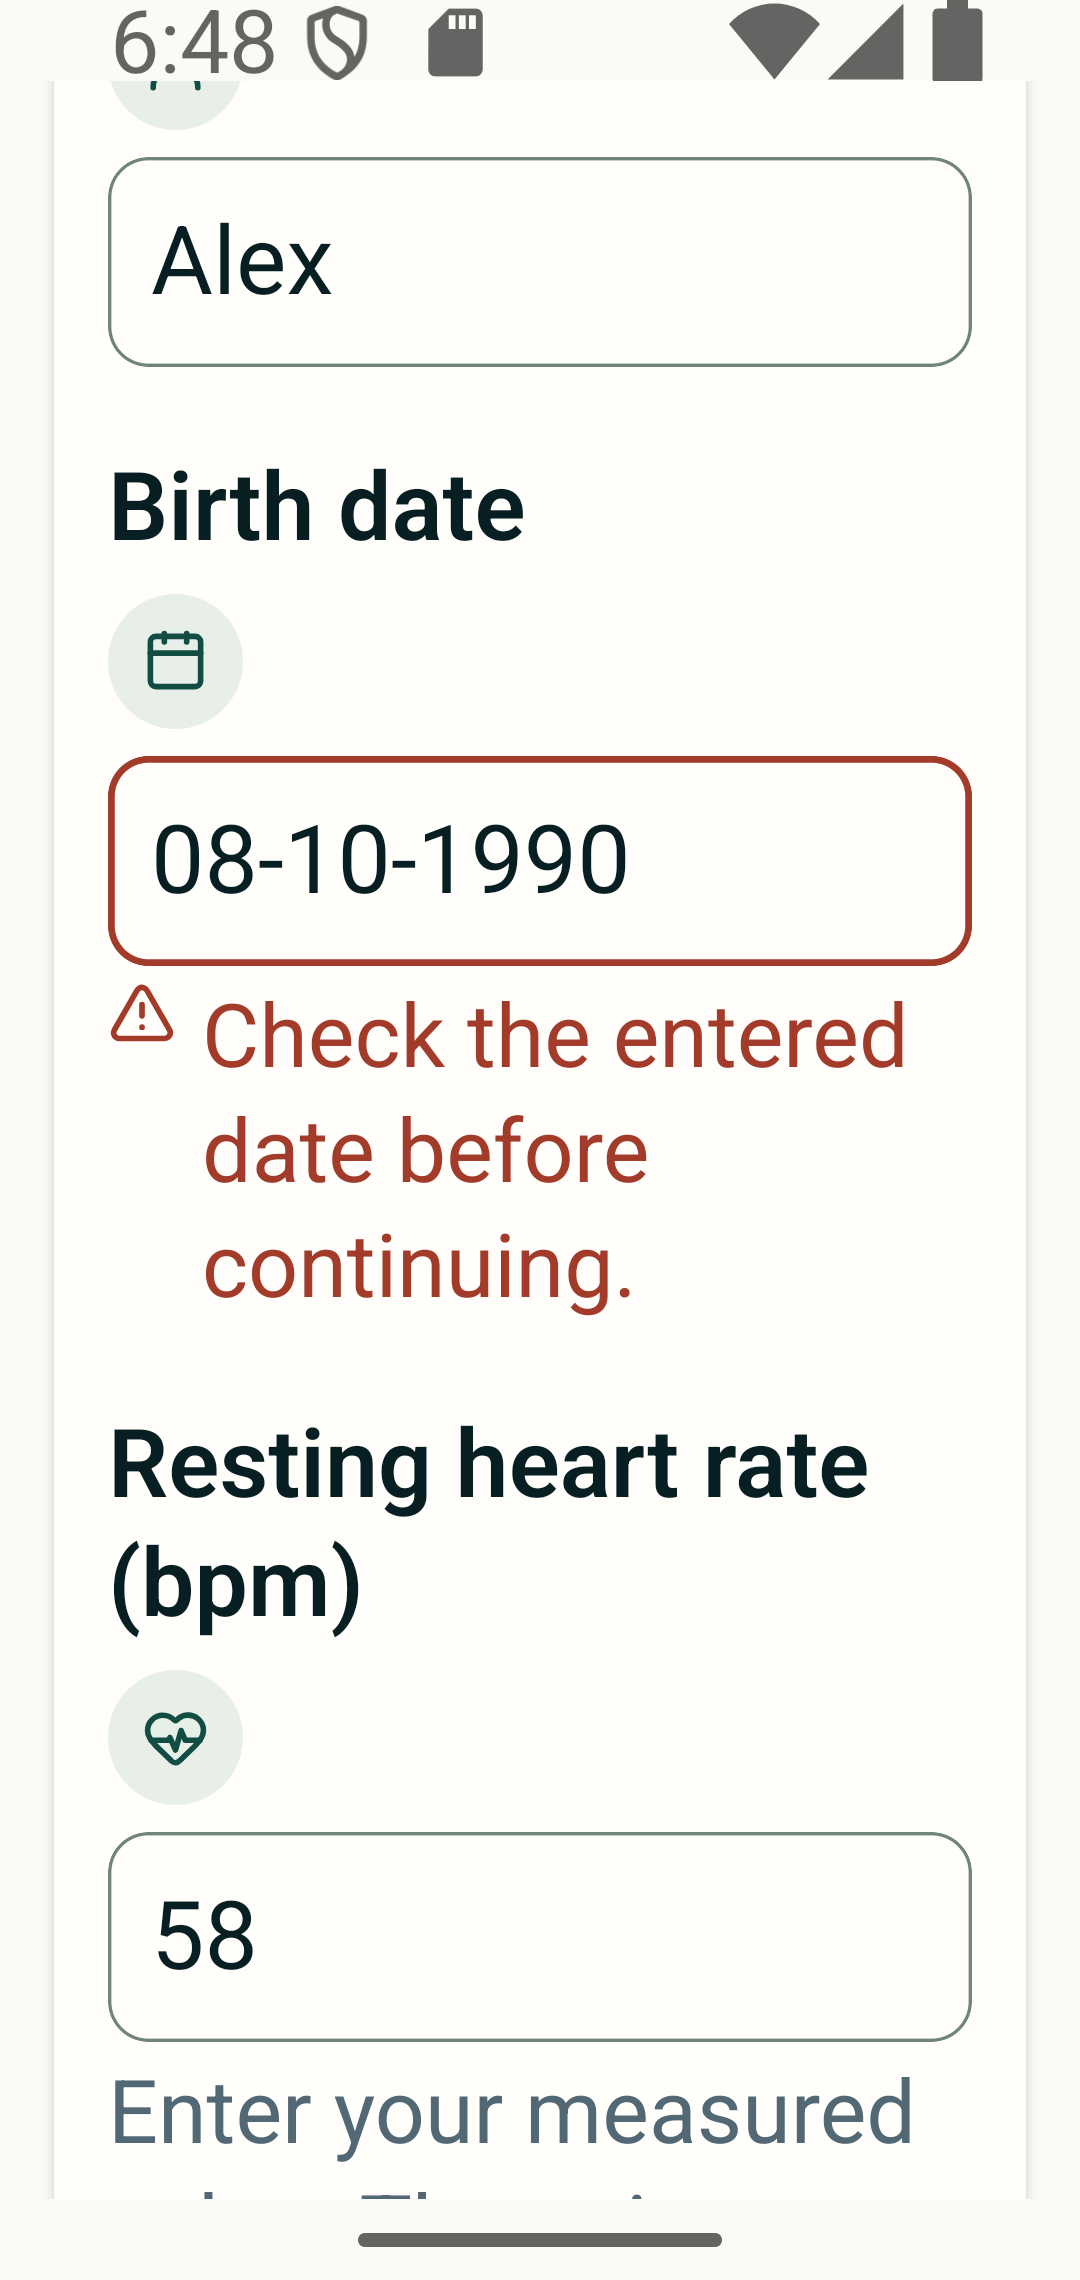 6:48
Alex
Birth date
08-10-1990
Check the entered
date before
continuing.
Resting heart rate
(bpm)
58
Enter your measured